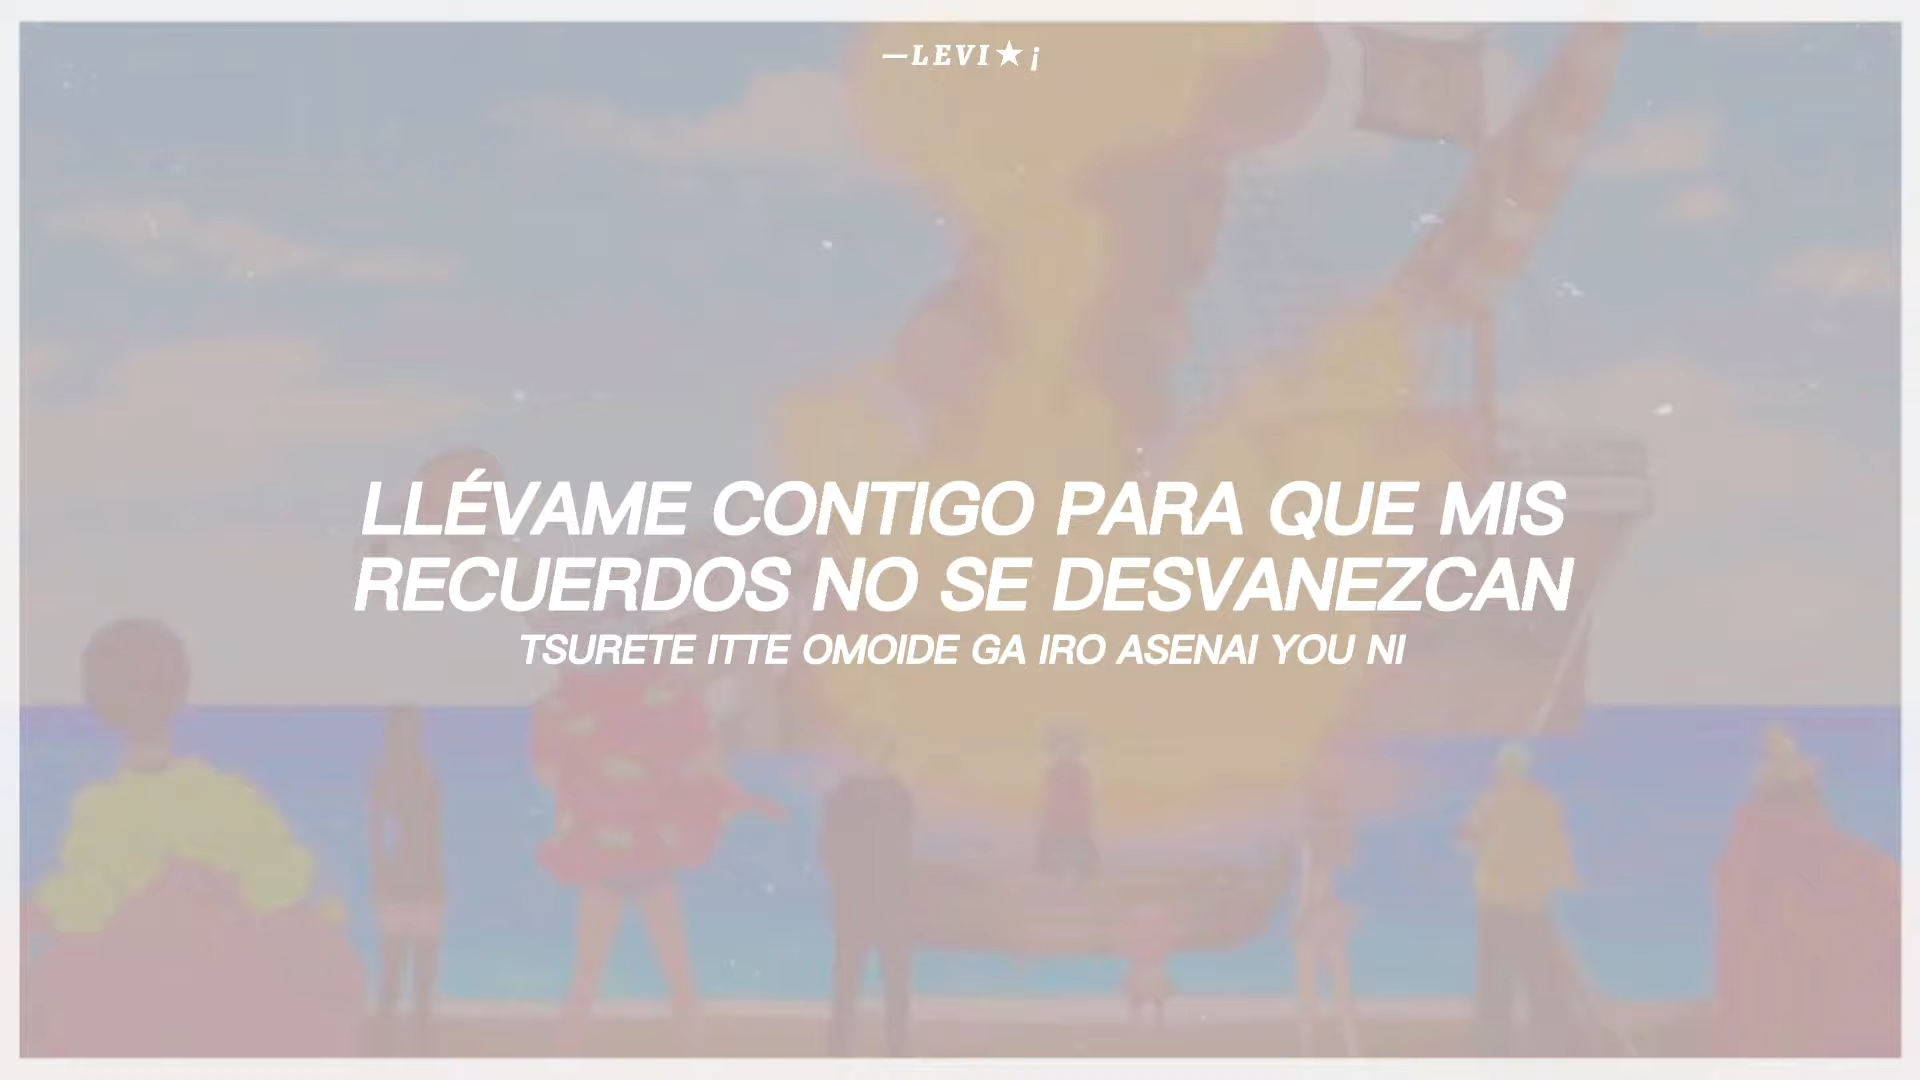 —LEVI★¡
LLÉVAME CONTIGO PARA QUE MIS
RECUERDOS NO SE DESVANEZCAN
TSURETE ITTE OMOIDE GA IRO ASENAI YOU NI